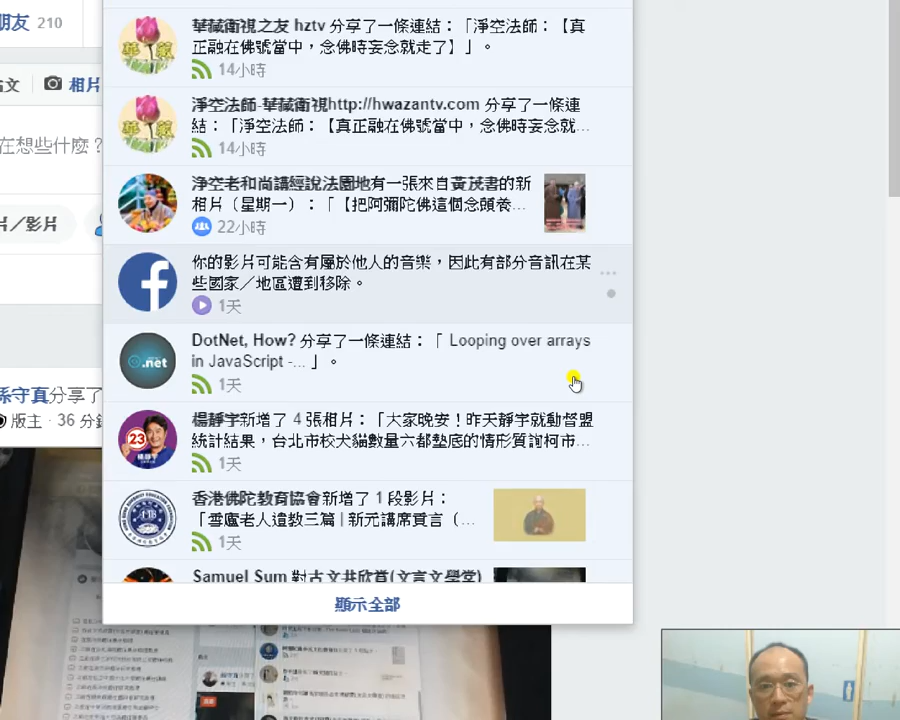 朋友 210
華藏衛視之友 hztv 分享了一條連結：「淨空法師：【真
正融在佛號當中，念佛時妄念就走了】」。
14小時
占文
相片
淨空法師-華藏衛視http://hwazantv.com 分享了一條連
結：「淨空法師：【真正融在佛號當中，念佛時妄念就...
14小時
在想些什麼？
淨空老和尚講經說法園地有一張來自黃茂書的新
相片（星期一）：「【把阿彌陀佛這個念頭養...
22小時
片／影片
你的影片可能含有屬於他人的音樂，因此有部分音訊在某
些國家／地區遭到移除。
1天
DotNet, How? 分享了一條連結：「 Looping over arrays
in JavaScript -... 」。
1天
孫守真分享了
版主 · 36 分鐘
楊靜宇新增了 4 張相片：「大家晚安！昨天靜宇就動督盟
統計結果，台北市校犬貓數量六都墊底的情形質詢柯市...
1天
23
香港佛陀教育協會新增了 1 段影片：
「雪廬老人遺教三篇 | 新元講席貢言（...
1天
Samuel Sum 對古文共欣賞(文言文學堂)
顯示全部